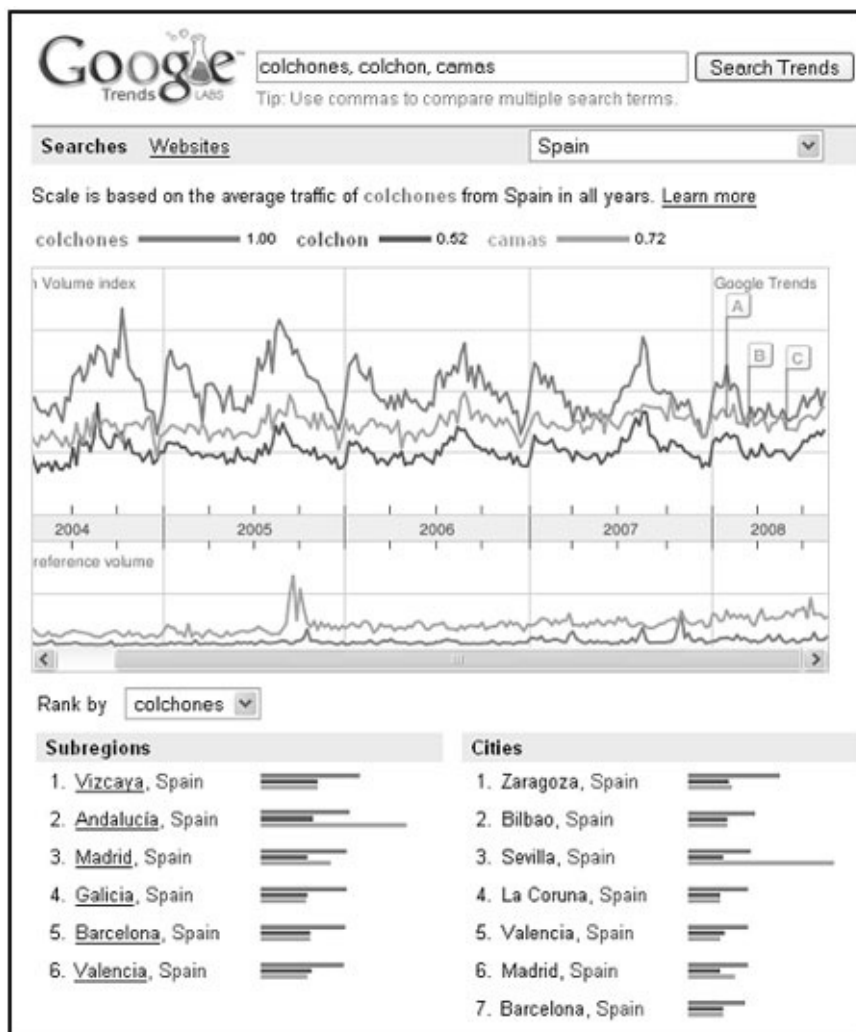 Google Trends LABS
colchones, colchon, camas
Search Trends
Tip: Use commas to compare multiple search terms.
Searches Websites
Spain
Scale is based on the average traffic of colchones from Spain in all years. Learn more
colchones 1.00 colchon 0.52 camas 0.72
Volume index
Google Trends
A
B
C
2004 2005 2006 2007 2008
reference volume
Rank by colchones
Subregions
1. Vizcaya, Spain
2. Andalucía, Spain
3. Madrid, Spain
4. Galicia, Spain
5. Barcelona, Spain
6. Valencia, Spain
Cities
1. Zaragoza, Spain
2. Bilbao, Spain
3. Sevilla, Spain
4. La Coruna, Spain
5. Valencia, Spain
6. Madrid, Spain
7. Barcelona, Spain